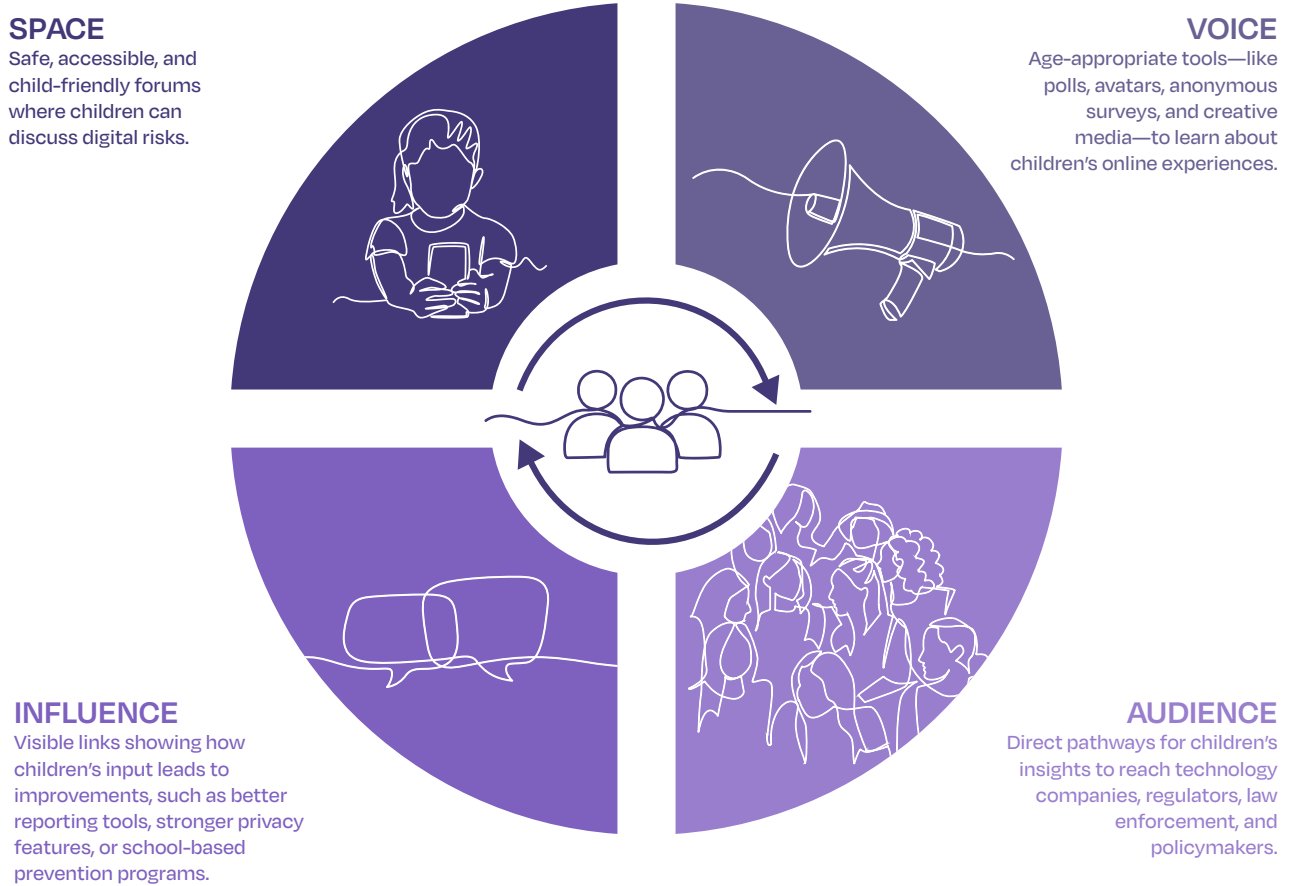 SPACE
Safe, accessible, and
child-friendly forums
where children can
discuss digital risks.
VOICE
Age-appropriate tools—like
polls, avatars, anonymous
surveys, and creative
media—to learn about
children’s online experiences.
INFLUENCE
Visible links showing how
children’s input leads to
improvements, such as better
reporting tools, stronger privacy
features, or school-based
prevention programs.
AUDIENCE
Direct pathways for children’s
insights to reach technology
companies, regulators, law
enforcement, and
policymakers.